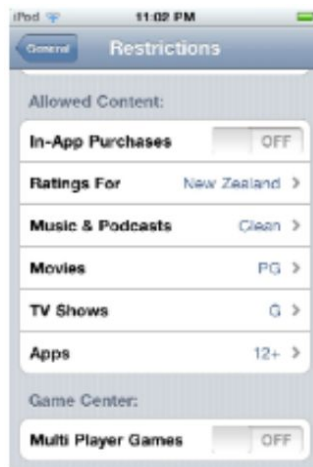 iPod 11:02 PM
General Restrictions
Allowed Content:
In-App Purchases OFF
Ratings For New Zealand >
Music & Podcasts Clean >
Movies PG >
TV Shows G >
Apps 12+ >
Game Center:
Multi Player Games OFF